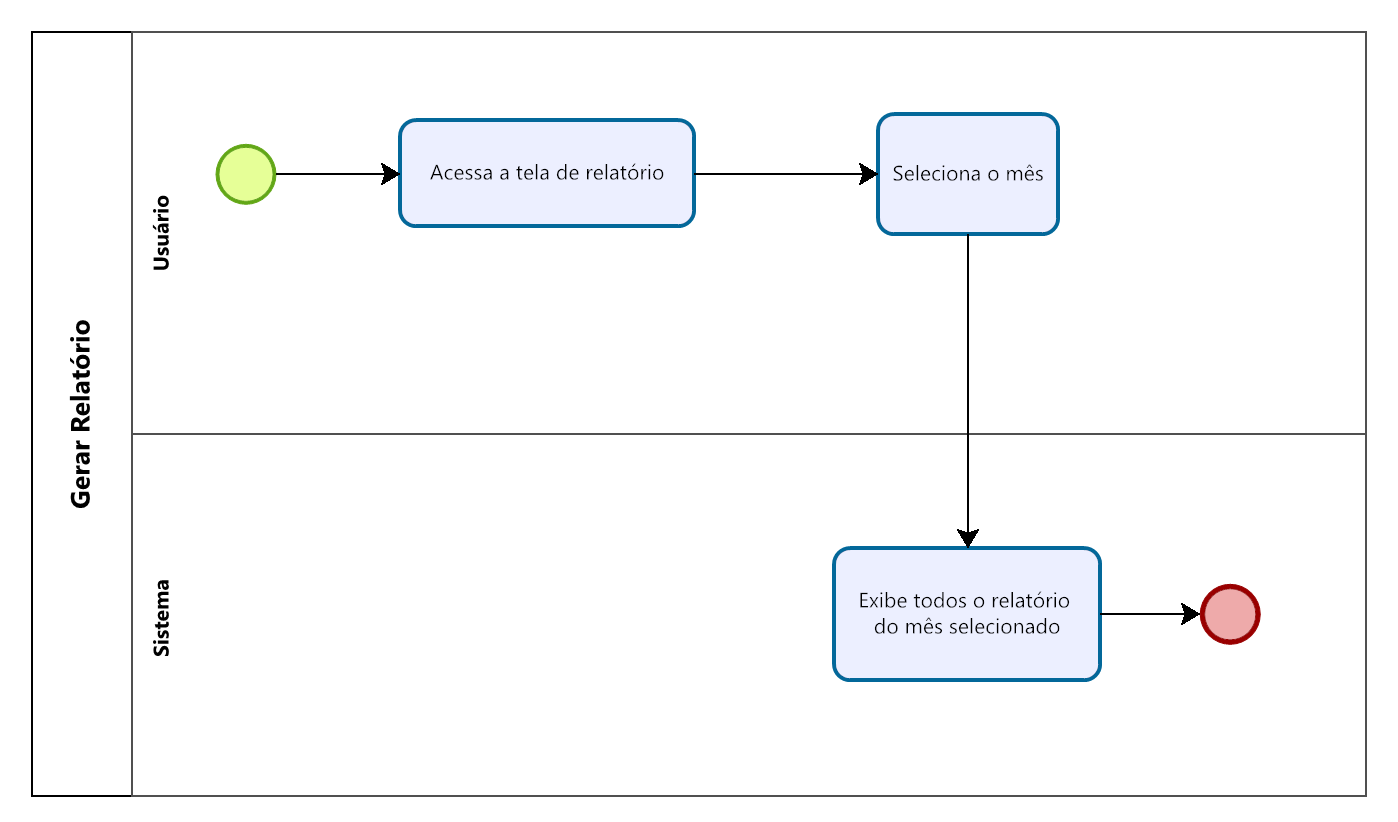 Gerar Relatório
Usuário
Acessa a tela de relatório
Seleciona o mês
Sistema
Exibe todos o relatório
do mês selecionado